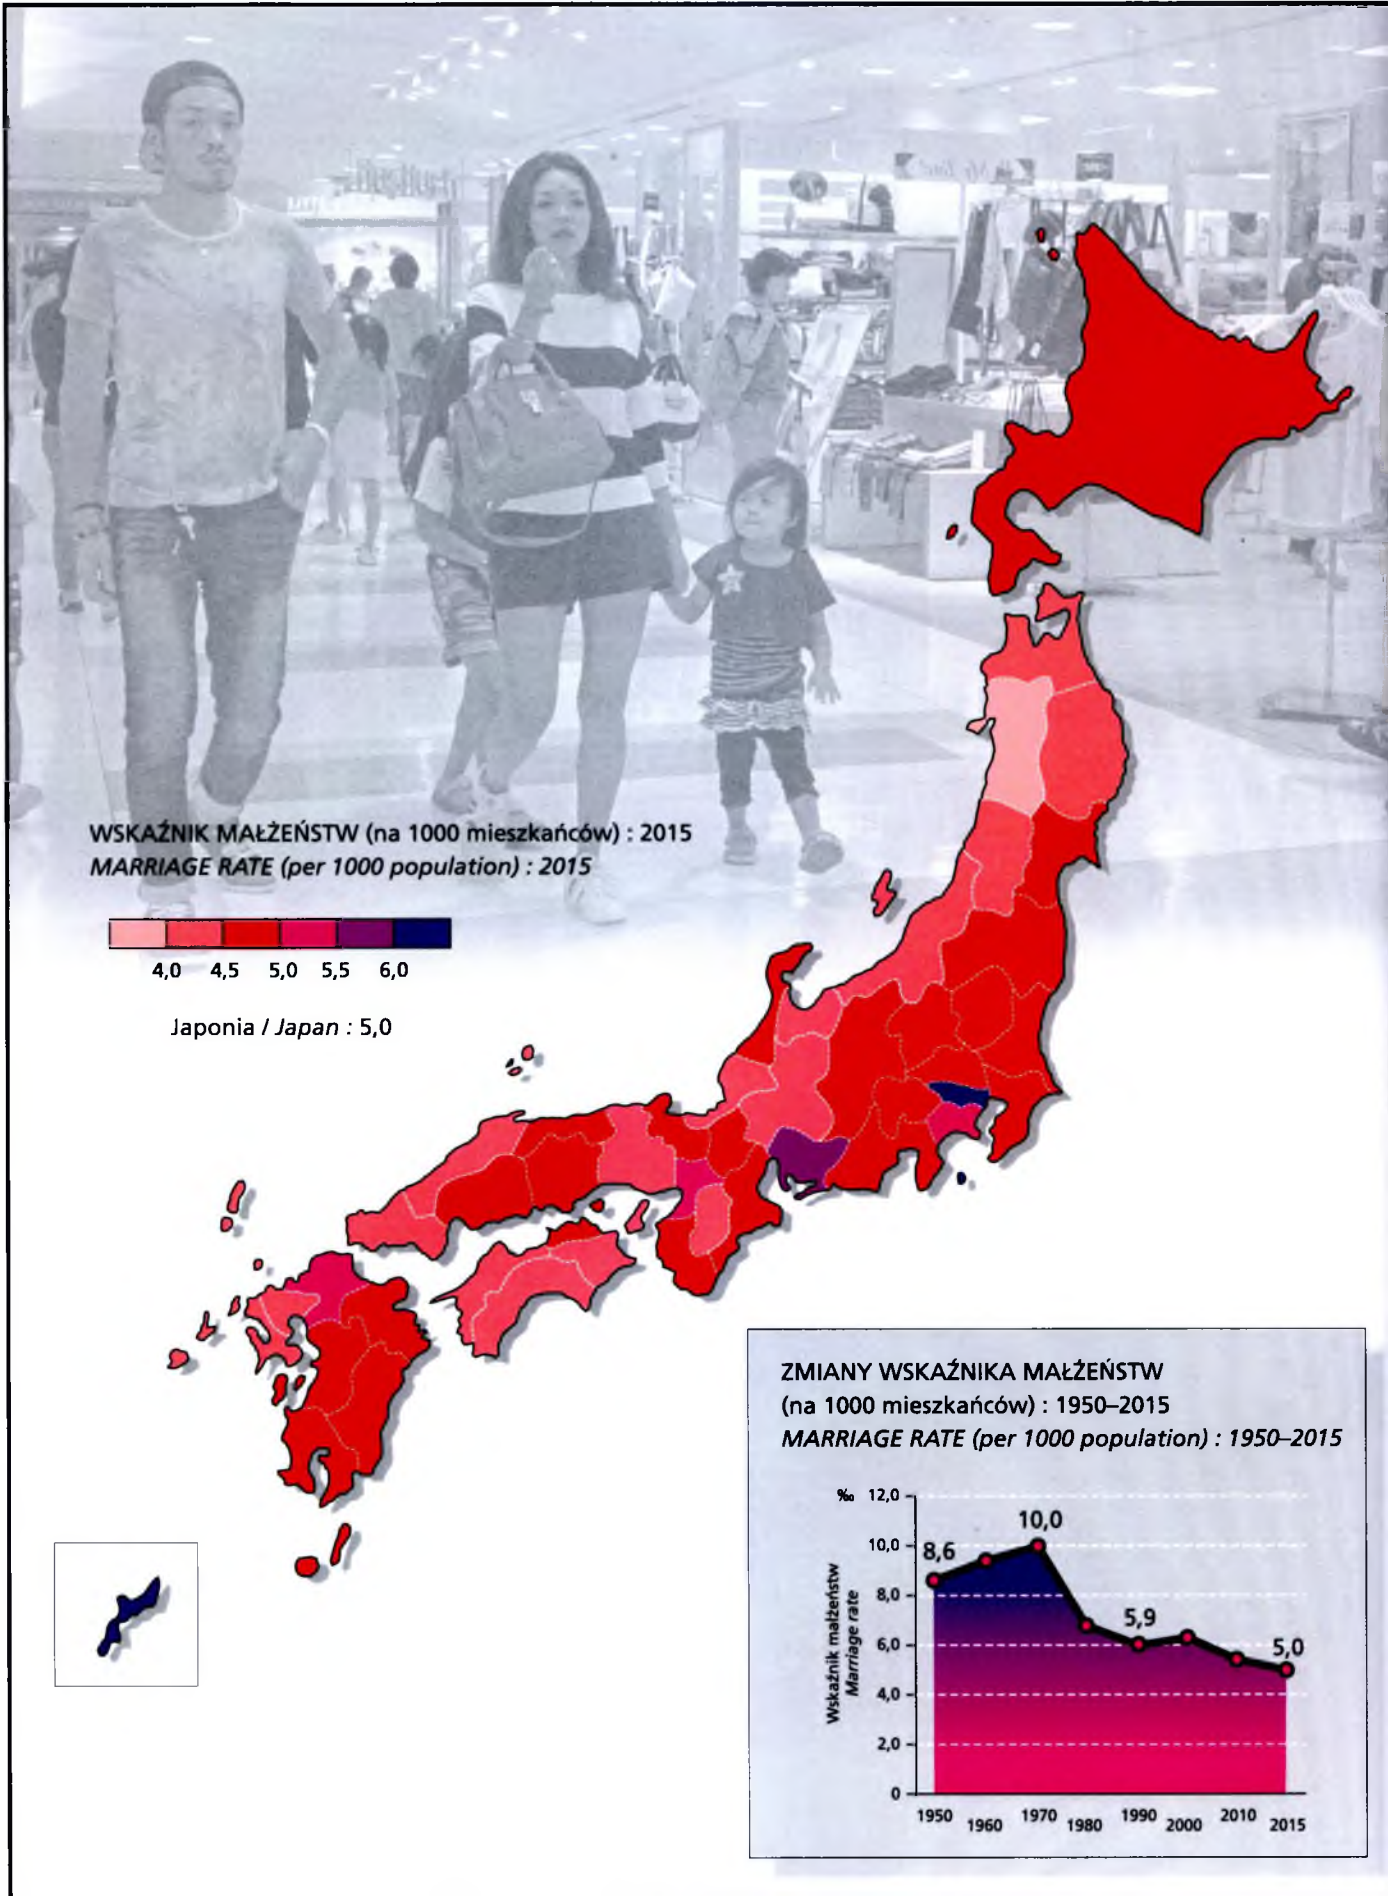 WSKAŹNIK MAŁŻEŃSTW (na 1000 mieszkańców) : 2015
MARRIAGE RATE (per 1000 population) : 2015
4,0 4,5 5,0 5,5 6,0
Japonia / Japan : 5,0
ZMIANY WSKAŹNIKA MAŁŻEŃSTW
(na 1000 mieszkańców) : 1950–2015
MARRIAGE RATE (per 1000 population) : 1950–2015
‰ 12,0
10,0
8,0
6,0
4,0
2,0
0
Wskaźnik małżeństw
Marriage rate
8,6
10,0
5,9
5,0
1950 1960 1970 1980 1990 2000 2010 2015